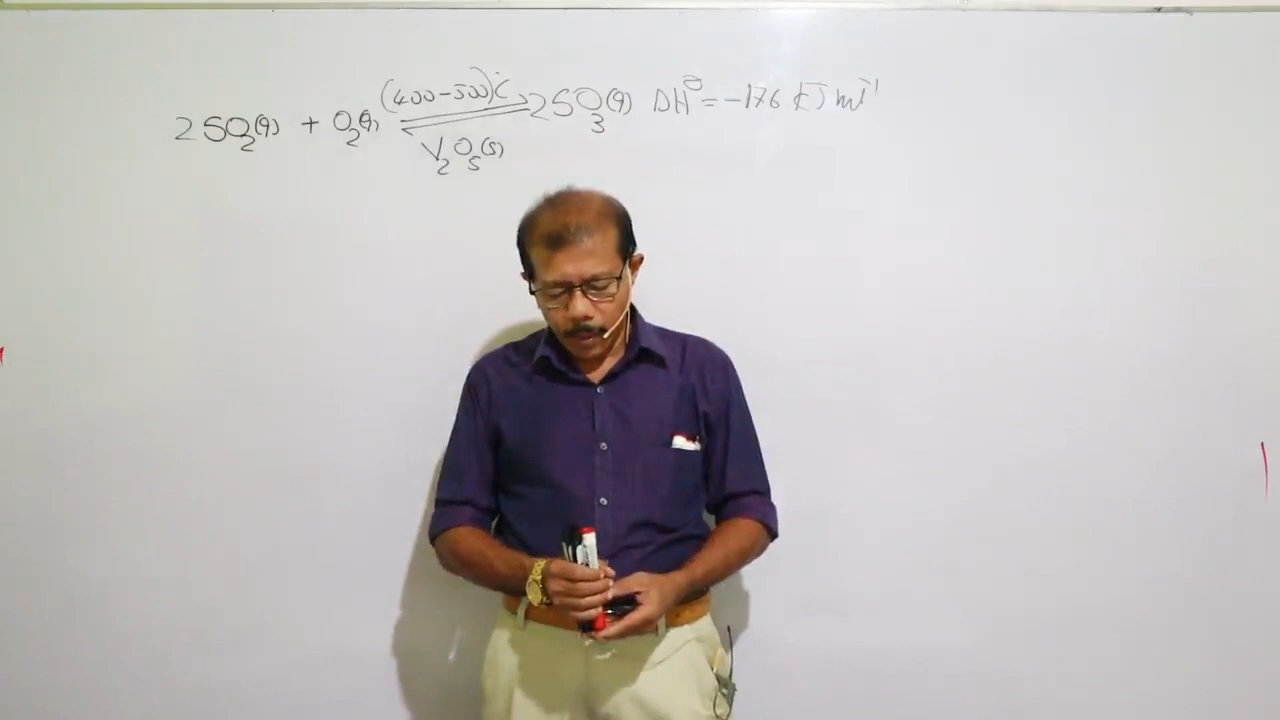 (400-500)°C
2SO₂(g) + O₂(g) ⇌ 2SO₃(g) ΔH° = -176 kJ mol⁻¹
V₂O₅(s)